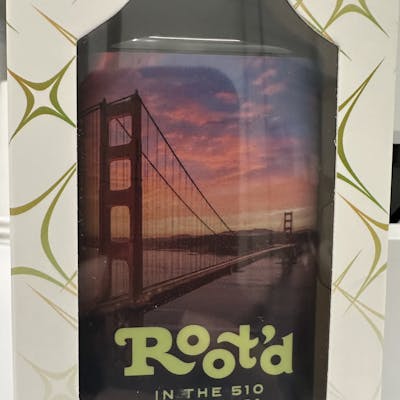 Root'd
IN THE 510